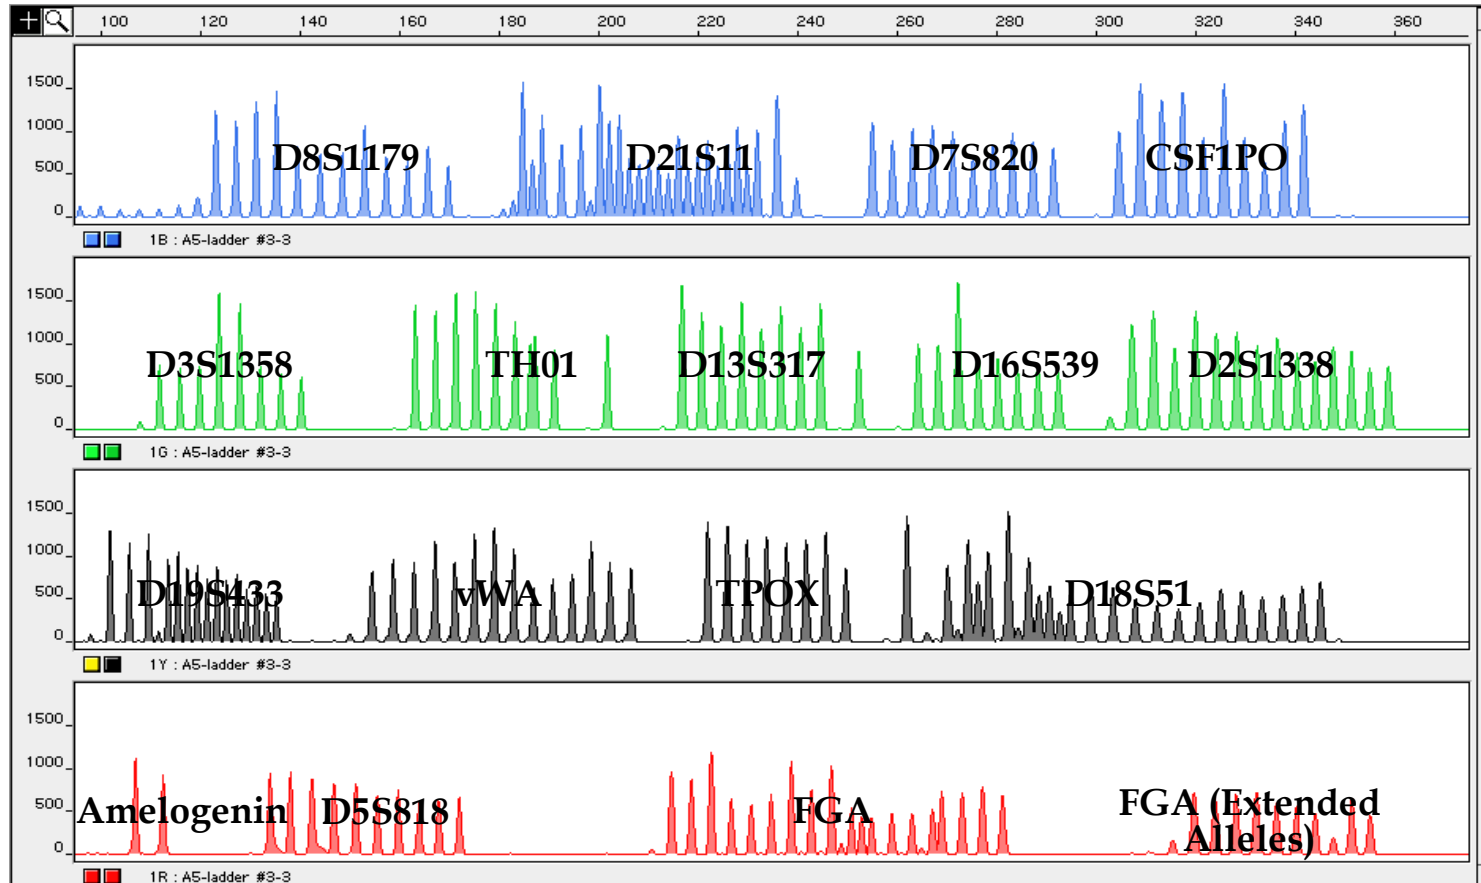 100 120 140 160 180 200 220 240 260 280 300 320 340 360
1500
1000
500
0
D8S1179 D21S11 D7S820 CSF1PO
1B : A5-ladder #3-3
1500
1000
500
0
D3S1358 TH01 D13S317 D16S539 D2S1338
1G : A5-ladder #3-3
1500
1000
500
0
D19S433 vWA TPOX D18S51
1Y : A5-ladder #3-3
1500
1000
500
0
Amelogenin D5S818 FGA FGA (Extended
Alleles)
1R : A5-ladder #3-3